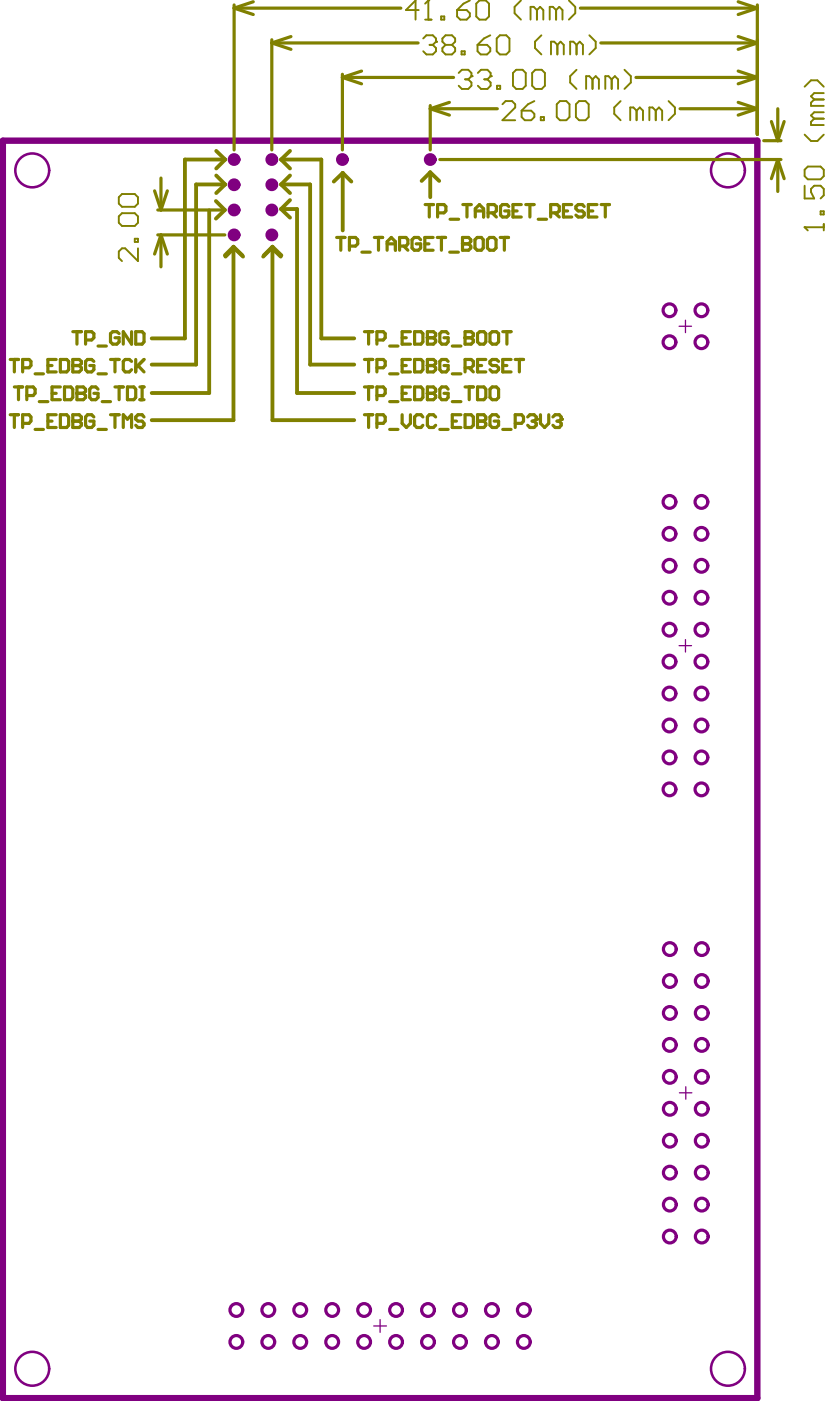 41.60 (mm)
38.60 (mm)
33.00 (mm)
26.00 (mm)
1.50 (mm)
2.00
TP_TARGET_RESET
TP_TARGET_BOOT
TP_GND
TP_EDBG_TCK
TP_EDBG_TDI
TP_EDBG_TMS
TP_EDBG_BOOT
TP_EDBG_RESET
TP_EDBG_TDO
TP_VCC_EDBG_P3V3